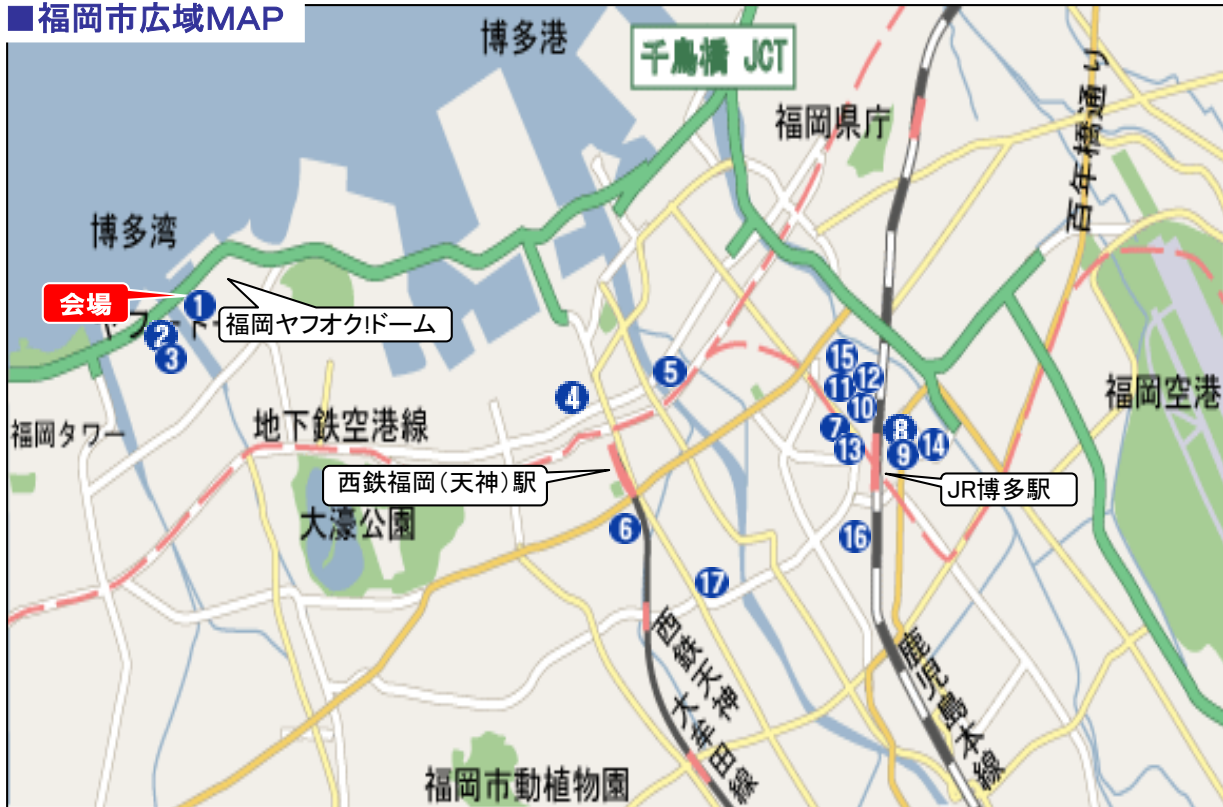 ■福岡市広域MAP
博多港
千鳥橋 JCT
福岡県庁
百年橋通り
博多湾
会場
1
福岡ヤフオク!ドーム
2
3
15
12
11
10
5
4
福岡空港
福岡タワー
地下鉄空港線
7
8
13
9
14
西鉄福岡(天神)駅
JR博多駅
大濠公園
6
16
17
西鉄天神
大牟田線
鹿児島本線
福岡市動植物園